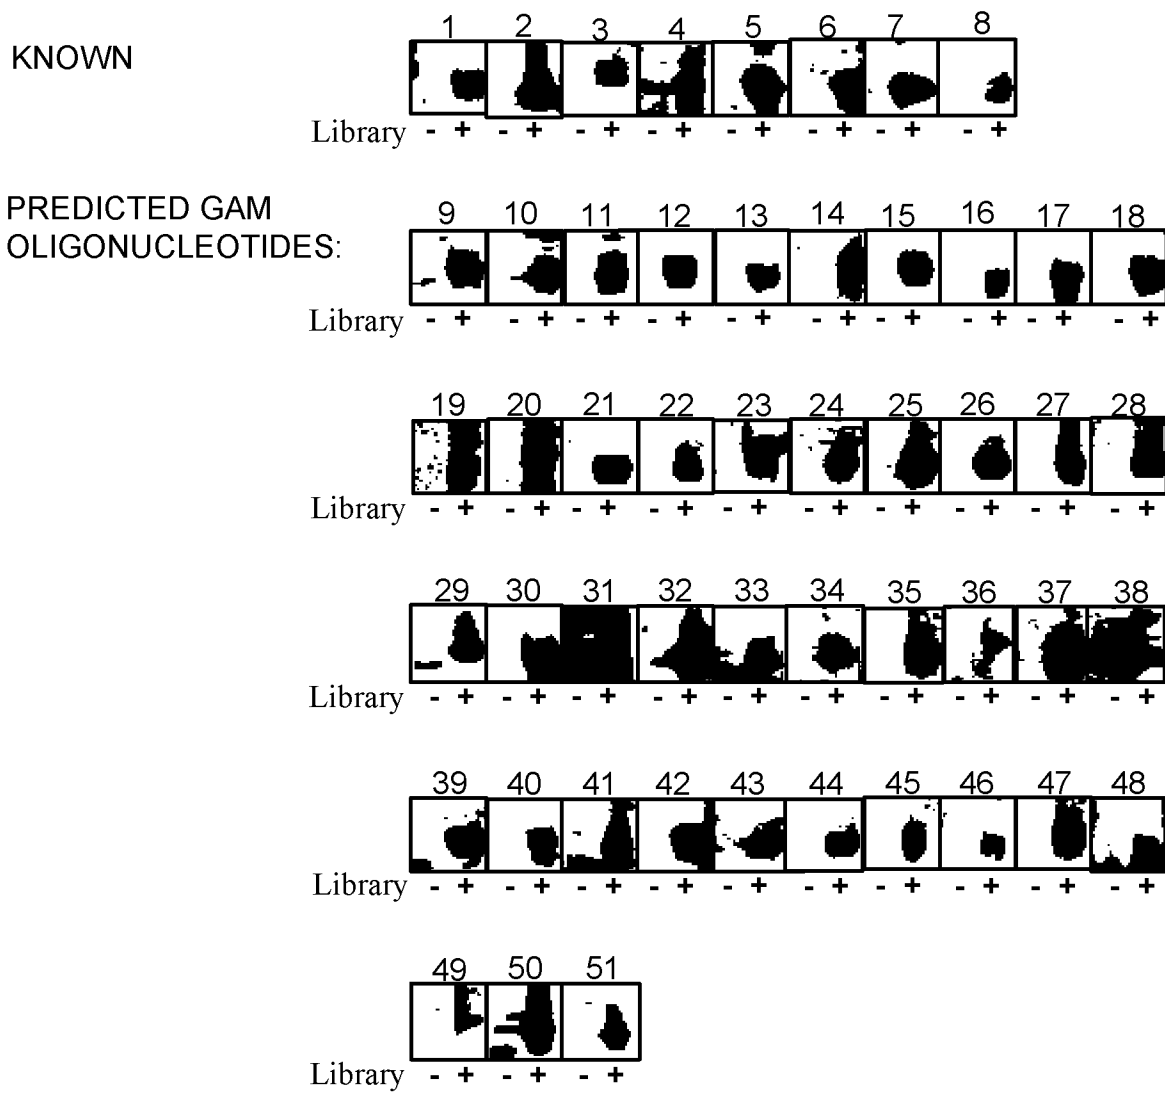 KNOWN
1 2 3 4 5 6 7 8
Library - + - + - + - + - + - + - + - +
PREDICTED GAM
OLIGONUCLEOTIDES:
9 10 11 12 13 14 15 16 17 18
Library - + - + - + - + - + - + - + - + - + - +
19 20 21 22 23 24 25 26 27 28
Library - + - + - + - + - + - + - + - + - + - +
29 30 31 32 33 34 35 36 37 38
Library - + - + - + - + - + - + - + - + - + - +
39 40 41 42 43 44 45 46 47 48
Library - + - + - + - + - + - + - + - + - + - +
49 50 51
Library - + - + - +